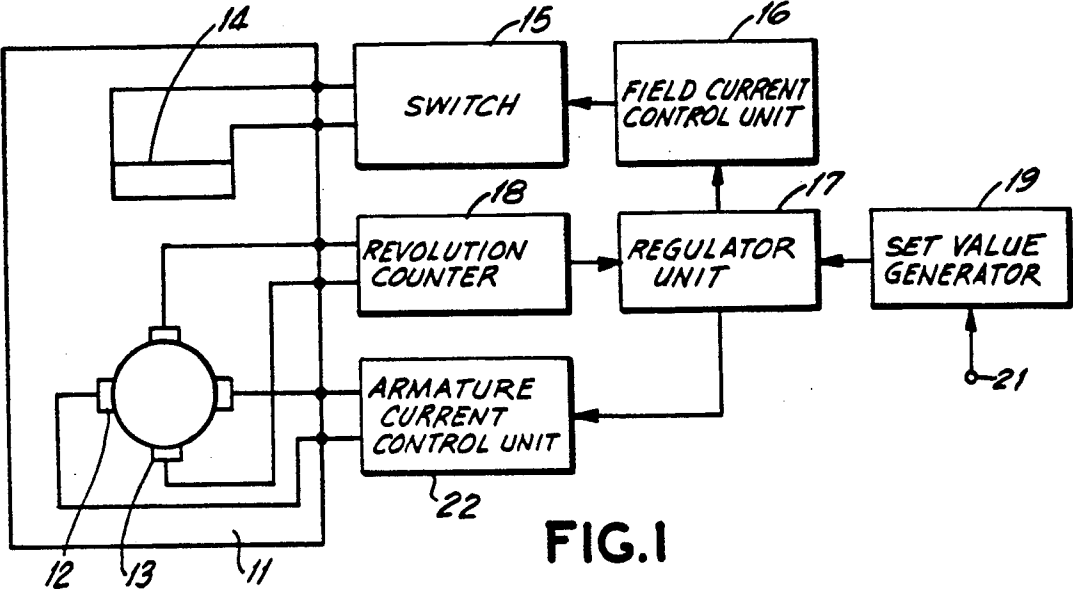 14
15
16
SWITCH
FIELD CURRENT
CONTROL UNIT
18
17
19
REVOLUTION
COUNTER
REGULATOR
UNIT
SET VALUE
GENERATOR
21
ARMATURE
CURRENT
CONTROL UNIT
22
12
13
11
FIG.1